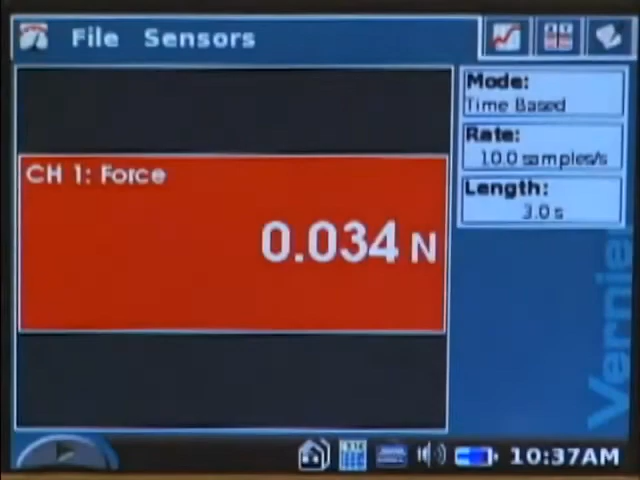 File Sensors
Mode:
Time Based
Rate:
10.0 samples/s
Length:
3.0 s
CH 1: Force
0.034 N
Vernier
10:37AM